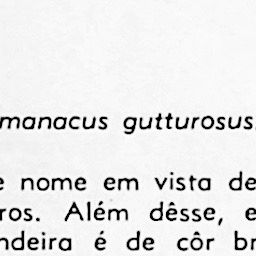 manacus gutturosus,
e nome em vista de
ros. Além dêsse, e
ndeira é de côr br